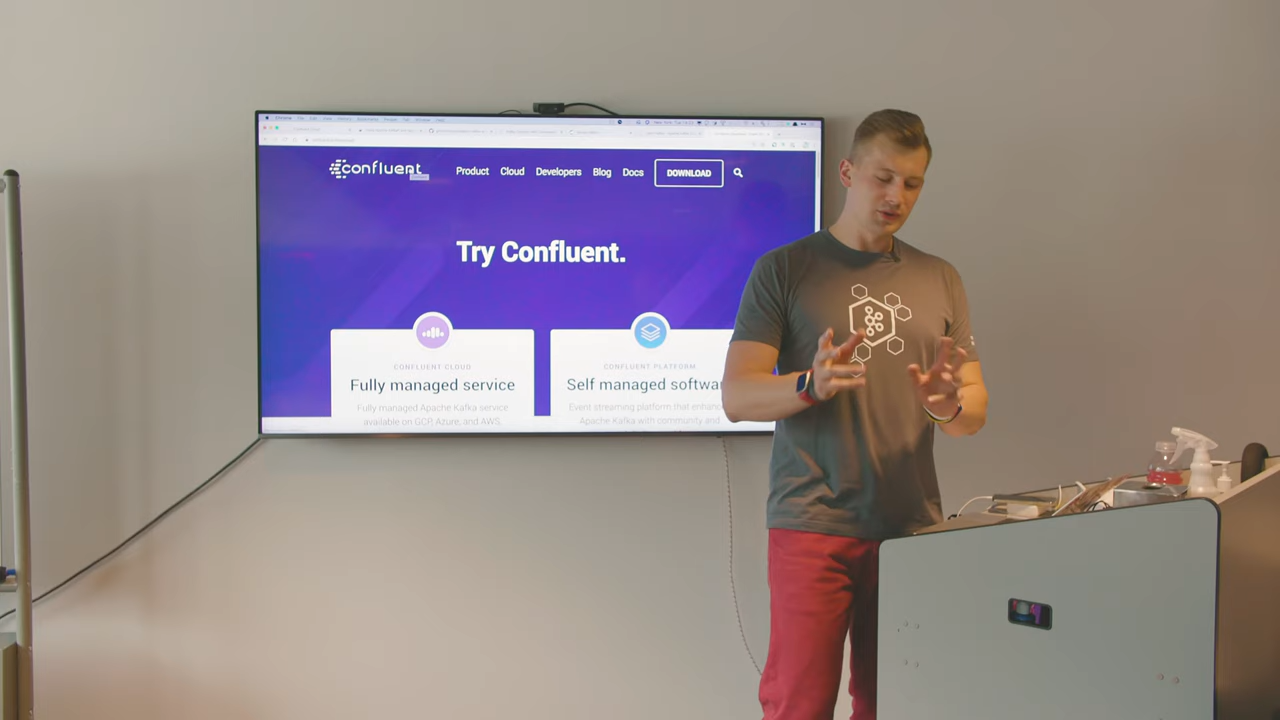 confluent
Product Cloud Developers Blog Docs DOWNLOAD
Try Confluent.
CONFLUENT CLOUD
Fully managed service
Fully managed Apache Kafka service
available on GCP, Azure, and AWS.
CONFLUENT PLATFORM
Self managed softwar
Event streaming platform that enhance
Apache Kafka with community and